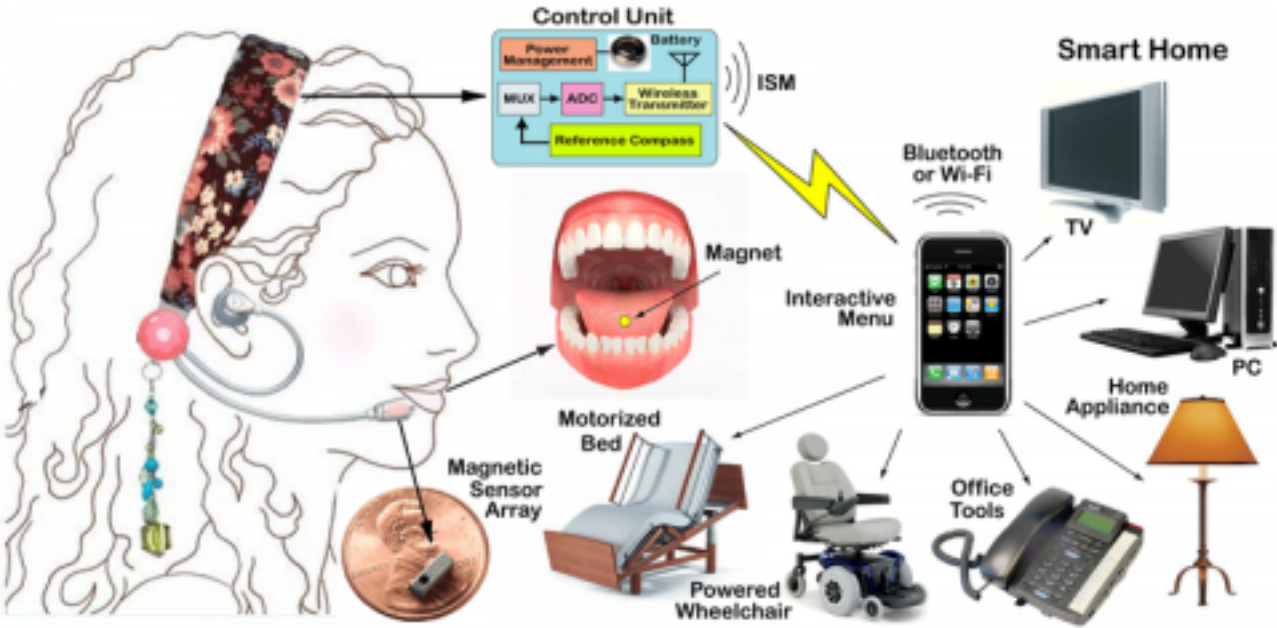 Control Unit
Power
Management
Battery
MUX
ADC
Wireless
Transmitter
Reference Compass
ISM
Smart Home
Bluetooth
or Wi-Fi
TV
Magnet
Interactive
Menu
PC
Home
Appliance
Motorized
Bed
Magnetic
Sensor
Array
Office
Tools
Powered
Wheelchair